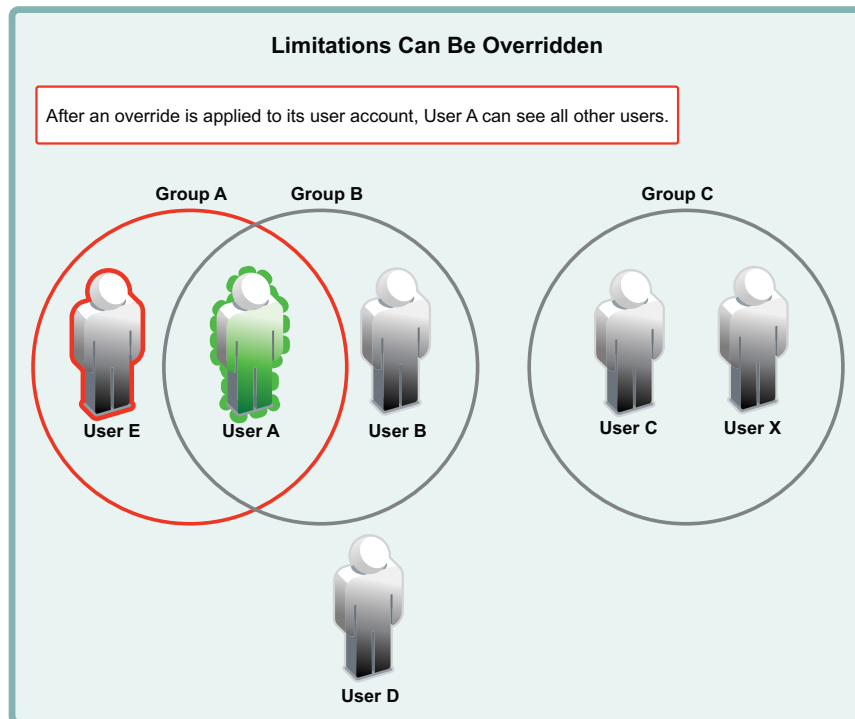 Limitations Can Be Overridden
After an override is applied to its user account, User A can see all other users.
Group A
Group B
Group C
User E
User A
User B
User C
User X
User D